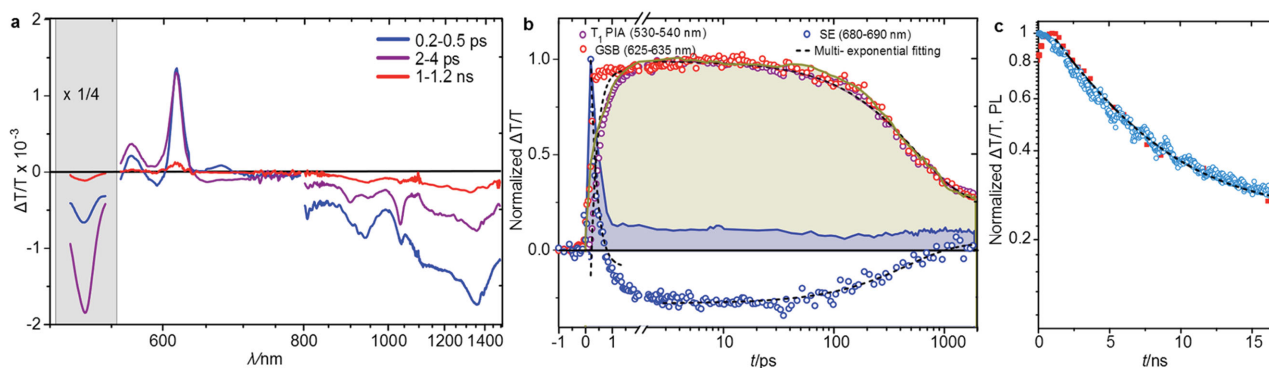 a
0.2-0.5 ps
2-4 ps
1-1.2 ns
x 1/4
ΔT/T x 10⁻³
2
1
0
-1
-2
600
800
1000
1200
1400
λ/nm
b
T₁ PIA (530-540 nm)
SE (680-690 nm)
GSB (625-635 nm)
Multi- exponential fitting
Normalized ΔT/T
1.0
0.5
0.0
-1
0
1
10
100
1000
t/ps
c
Normalized ΔT/T, PL
1
0.8
0.6
0.4
0.2
0
5
10
15
t/ns